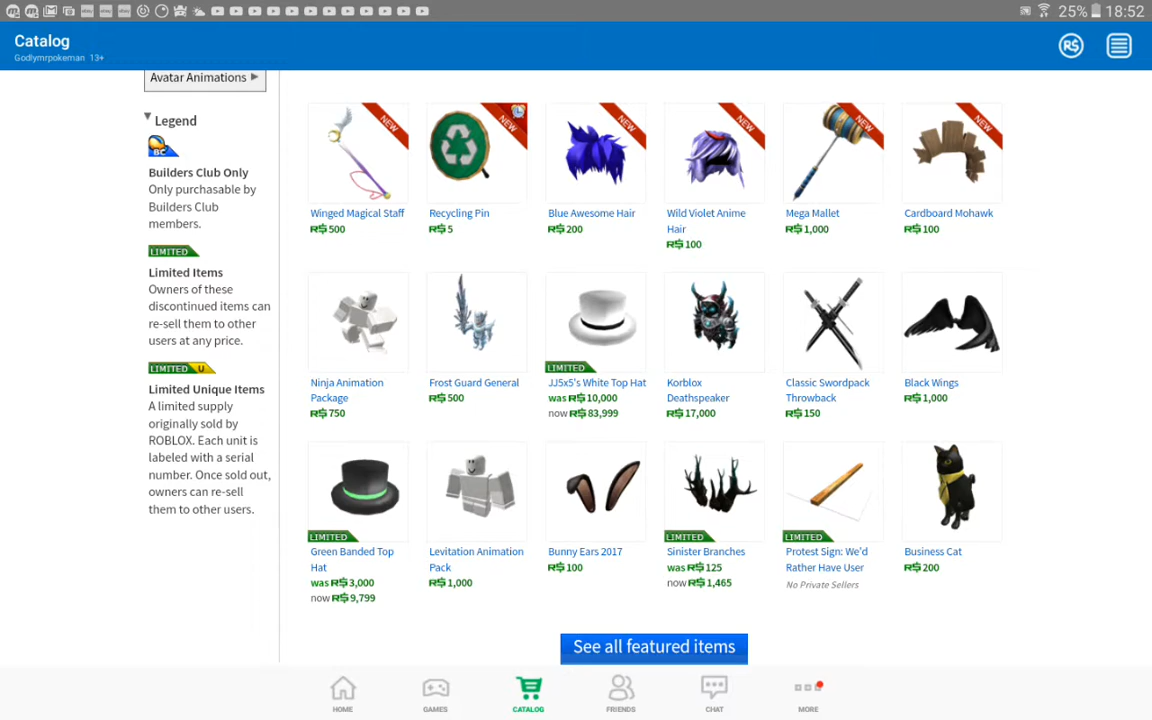 25% 18:52
Catalog
Godlymrpokeman 13+
R$
Avatar Animations
Legend
BC
Builders Club Only
Only purchasable by
Builders Club
members.
LIMITED
Limited Items
Owners of these
discontinued items can
re-sell them to other
users at any price.
LIMITED U
Limited Unique Items
A limited supply
originally sold by
ROBLOX. Each unit is
labeled with a serial
number. Once sold out,
owners can re-sell
them to other users.
NEW NEW NEW NEW NEW NEW
Winged Magical Staff
R$ 500
Recycling Pin
R$ 5
Blue Awesome Hair
R$ 200
Wild Violet Anime
Hair
R$ 100
Mega Mallet
R$ 1,000
Cardboard Mohawk
R$ 100
Ninja Animation
Package
R$ 750
Frost Guard General
R$ 500
LIMITED
JJ5x5's White Top Hat
was R$ 10,000
now R$ 83,999
Korblox
Deathspeaker
R$ 17,000
Classic Swordpack
Throwback
R$ 150
Black Wings
R$ 1,000
LIMITED
Green Banded Top
Hat
was R$ 3,000
now R$ 9,799
Levitation Animation
Pack
R$ 1,000
Bunny Ears 2017
R$ 100
LIMITED
Sinister Branches
was R$ 125
now R$ 1,465
LIMITED
Protest Sign: We'd
Rather Have User
No Private Sellers
Business Cat
R$ 200
See all featured items
HOME
GAMES
CATALOG
FRIENDS
CHAT
MORE